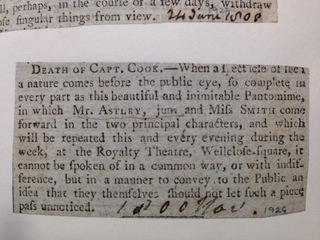 ll, perhaps, in the course of a few days, withdraw
se singular things from view. 24 June 1808
DEATH OF CAPT. COOK.—When a
a nature comes before the public eye, so complete in
every part as this beautiful and inimitable Pantomime,
in which Mr. ASTLEY, jun and Miss SMITH come
forward in the two principal characters, and which
will be repeated this and every evening during the
week, at the Royalty Theatre, Wellclose-square, it
cannot be spoken of in a common way, or with indif-
ference, but in a manner to convey to the Public an
idea that they themselves should not let such a piece
pass unnoticed.